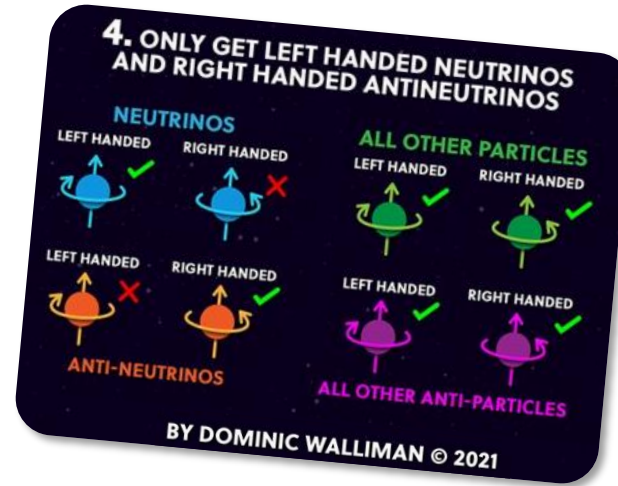 4. ONLY GET LEFT HANDED NEUTRINOS
AND RIGHT HANDED ANTINEUTRINOS
NEUTRINOS
LEFT HANDED
RIGHT HANDED
LEFT HANDED
RIGHT HANDED
ANTI-NEUTRINOS
ALL OTHER PARTICLES
LEFT HANDED
RIGHT HANDED
LEFT HANDED
RIGHT HANDED
ALL OTHER ANTI-PARTICLES
BY DOMINIC WALLIMAN © 2021